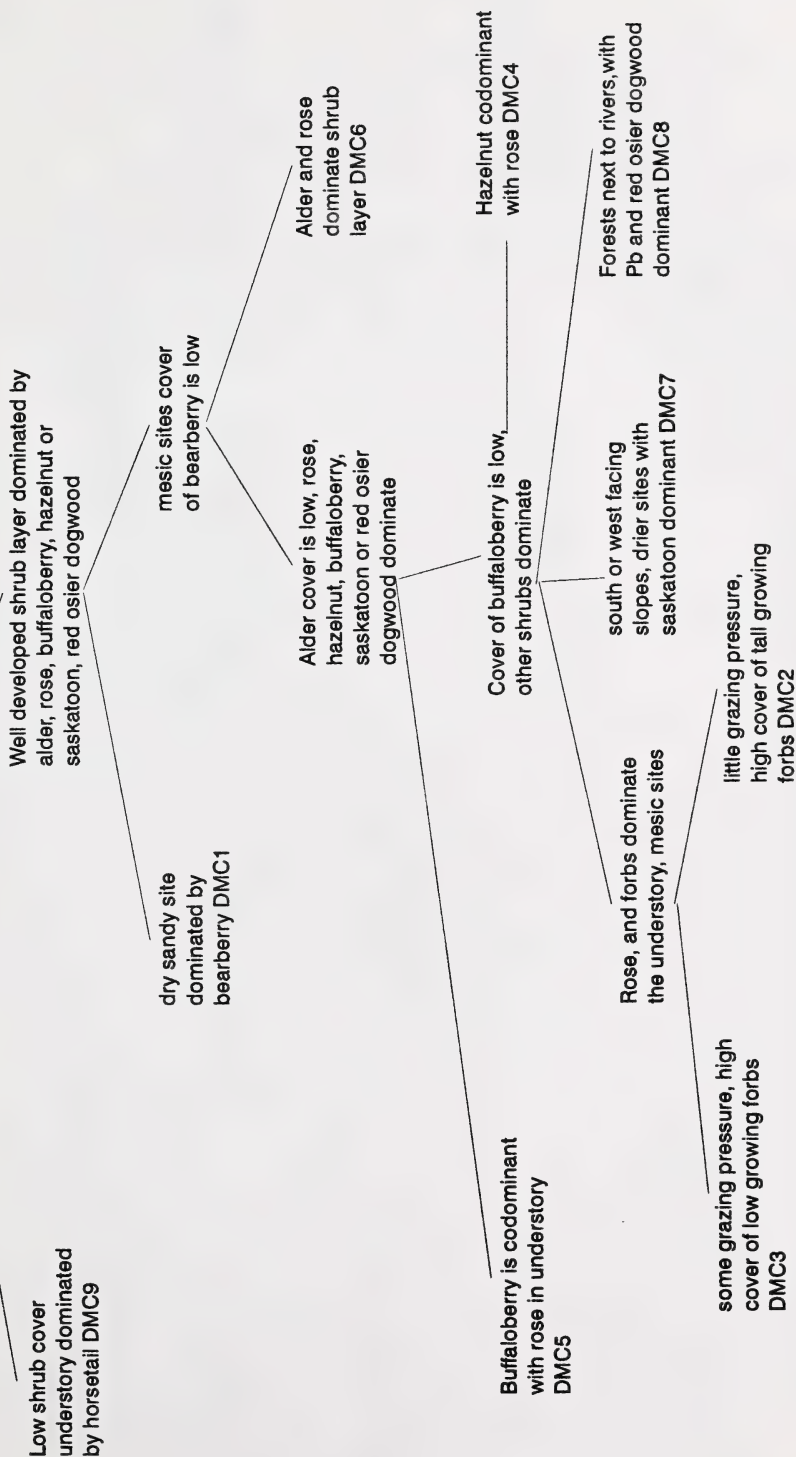 Low shrub cover
understory dominated
by horsetail DMC9
Well developed shrub layer dominated by
alder, rose, buffaloberry, hazelnut or
saskatoon, red osier dogwood
dry sandy site
dominated by
bearberry DMC1
mesic sites cover
of bearberry is low
Alder cover is low, rose,
hazelnut, buffaloberry,
saskatoon or red osier
dogwood dominate
Alder and rose
dominate shrub
layer DMC6
Buffaloberry is codominant
with rose in understory
DMC5
Cover of buffaloberry is low,
other shrubs dominate
Hazelnut codominant
with rose DMC4
Rose, and forbs dominate
the understory, mesic sites
south or west facing
slopes, drier sites with
saskatoon dominant DMC7
Forests next to rivers,with
Pb and red osier dogwood
dominant DMC8
some grazing pressure, high
cover of low growing forbs
DMC3
little grazing pressure,
high cover of tall growing
forbs DMC2